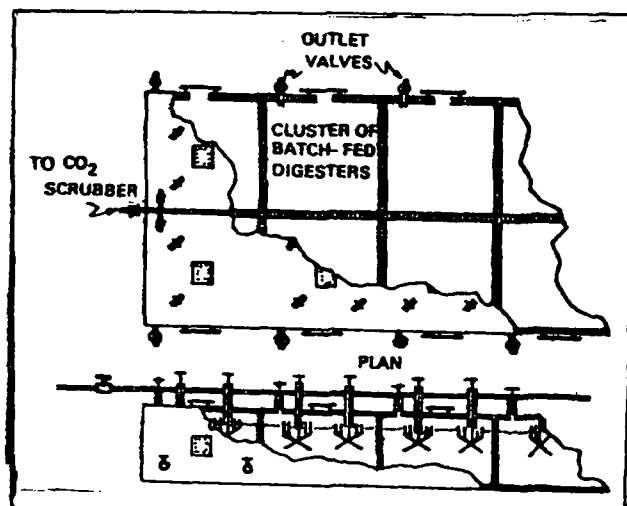 OUTLET
VALVES
CLUSTER OF
BATCH-FED
DIGESTERS
TO CO₂
SCRUBBER
PLAN